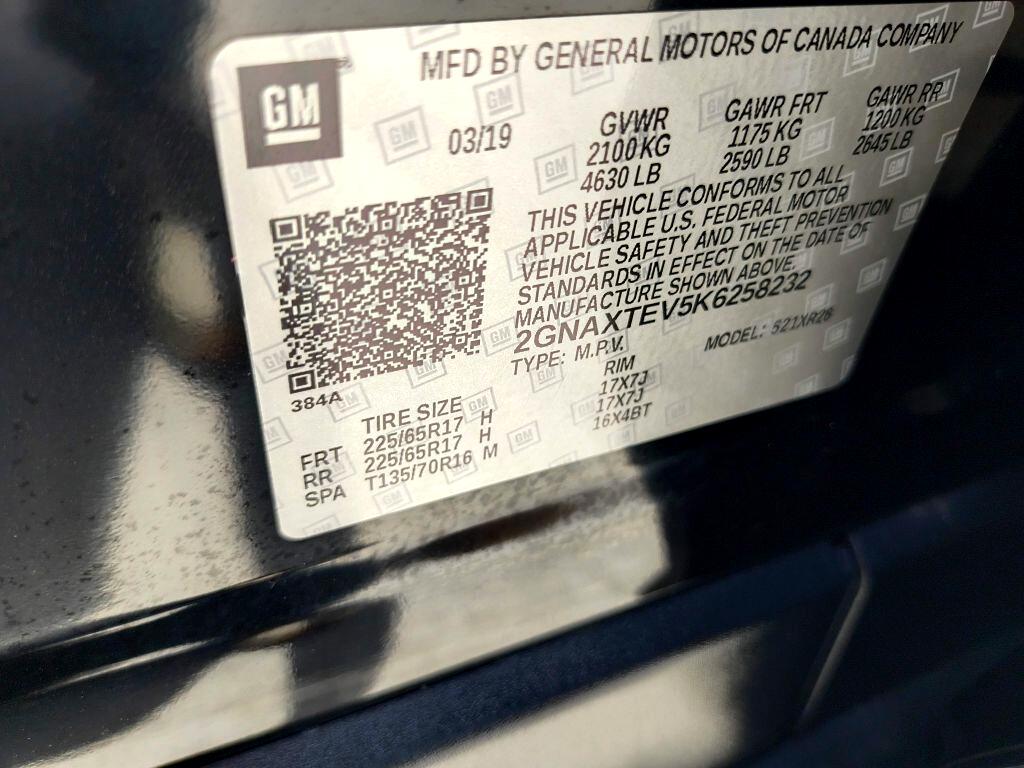 GM
MFD BY GENERAL MOTORS OF CANADA COMPANY
03/19
GVWR GAWR FRT GAWR RR
2100 KG 1175 KG 1200 KG
4630 LB 2590 LB 2645 LB
THIS VEHICLE CONFORMS TO ALL
APPLICABLE U.S. FEDERAL MOTOR
VEHICLE SAFETY AND THEFT PREVENTION
STANDARDS IN EFFECT ON THE DATE OF
MANUFACTURE SHOWN ABOVE.
2GNAXTEV5K6258232
TYPE: M.P.V. MODEL: 521XR26
384A
TIRE SIZE RIM
FRT 225/65R17 H 17X7J
RR 225/65R17 H 17X7J
SPA T135/70R16 M 16X4BT